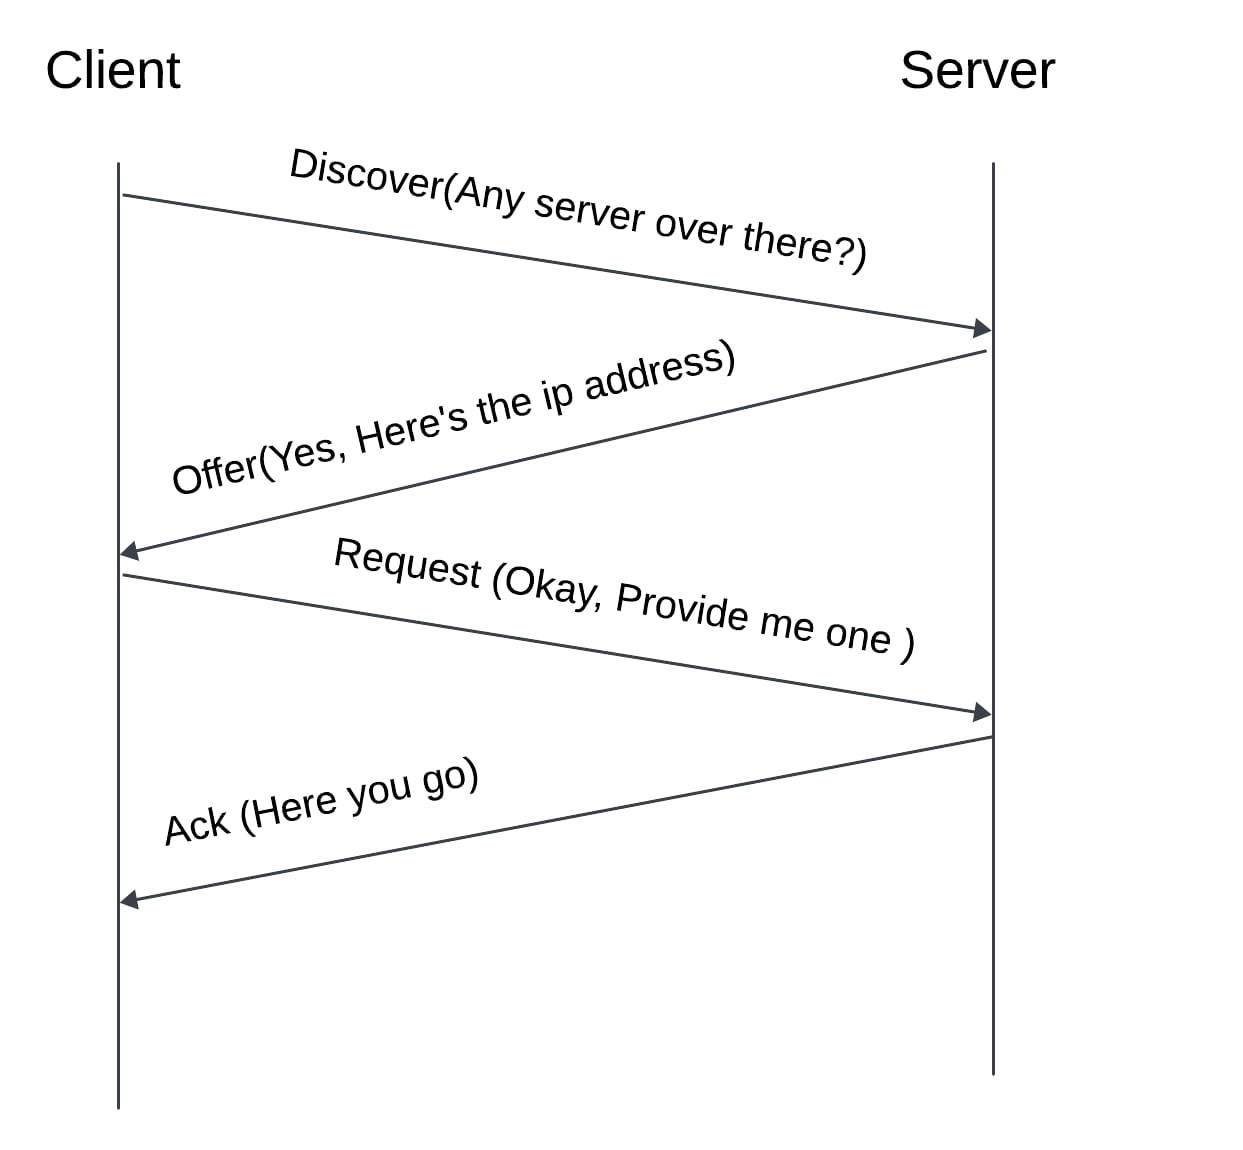 Client
Server
Discover(Any server over there?)
Offer(Yes, Here's the ip address)
Request (Okay, Provide me one )
Ack (Here you go)